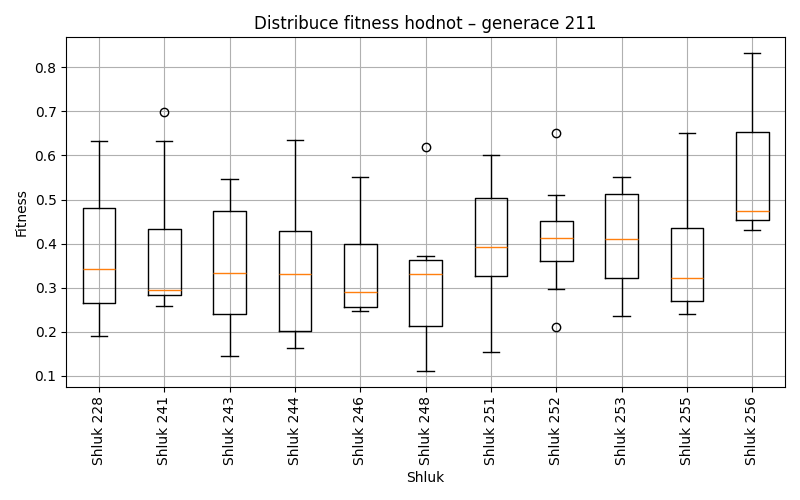 Distribuce fitness hodnot – generace 211
Fitness
0.8
0.7
0.6
0.5
0.4
0.3
0.2
0.1
Shluk 228
Shluk 241
Shluk 243
Shluk 244
Shluk 246
Shluk 248
Shluk 251
Shluk 252
Shluk 253
Shluk 255
Shluk 256
Shluk